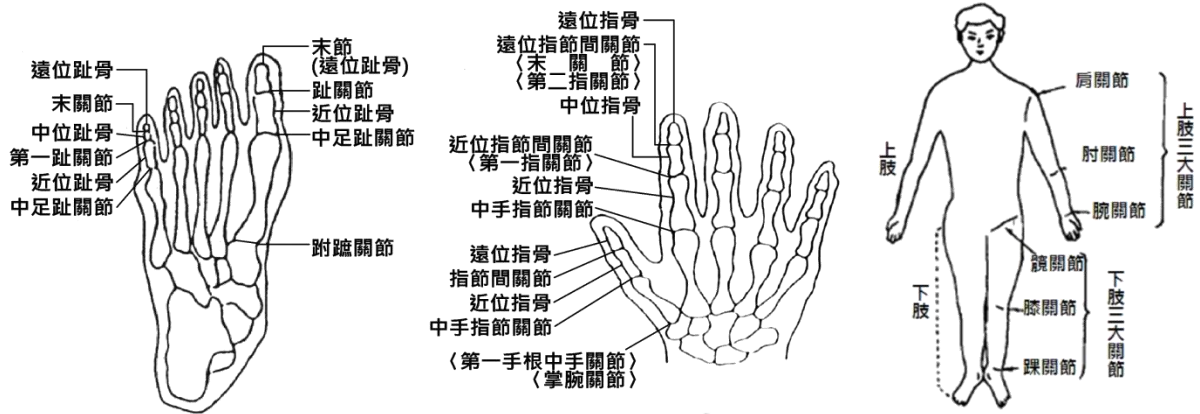 末節
(遠位趾骨)
趾關節
近位趾骨
中足趾關節
跗蹠關節
遠位趾骨
末關節
中位趾骨
第一趾關節
近位趾骨
中足趾關節
遠位指骨
遠位指節間關節
〈末關節〉
〈第二指關節〉
中位指骨
近位指節間關節
〈第一指關節〉
近位指骨
中手指節關節
遠位指骨
指節間關節
近位指骨
中手指節關節
〈第一手根中手關節〉
〈掌腕關節〉
上肢
下肢
肩關節
肘關節
腕關節
上肢三大關節
髖關節
膝關節
踝關節
下肢三大關節